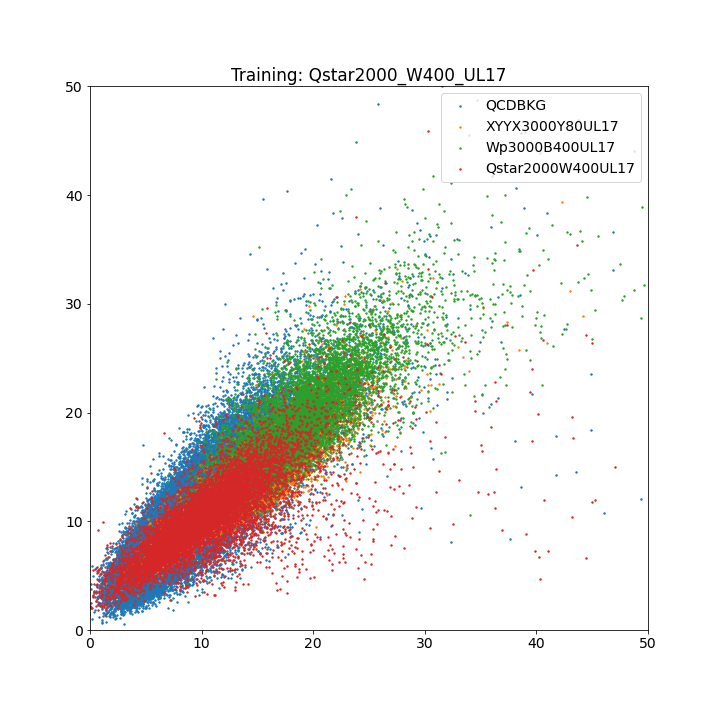 Training: Qstar2000_W400_UL17
50
40
30
20
10
0
0 10 20 30 40 50
QCDBKG
XYYX3000Y80UL17
Wp3000B400UL17
Qstar2000W400UL17